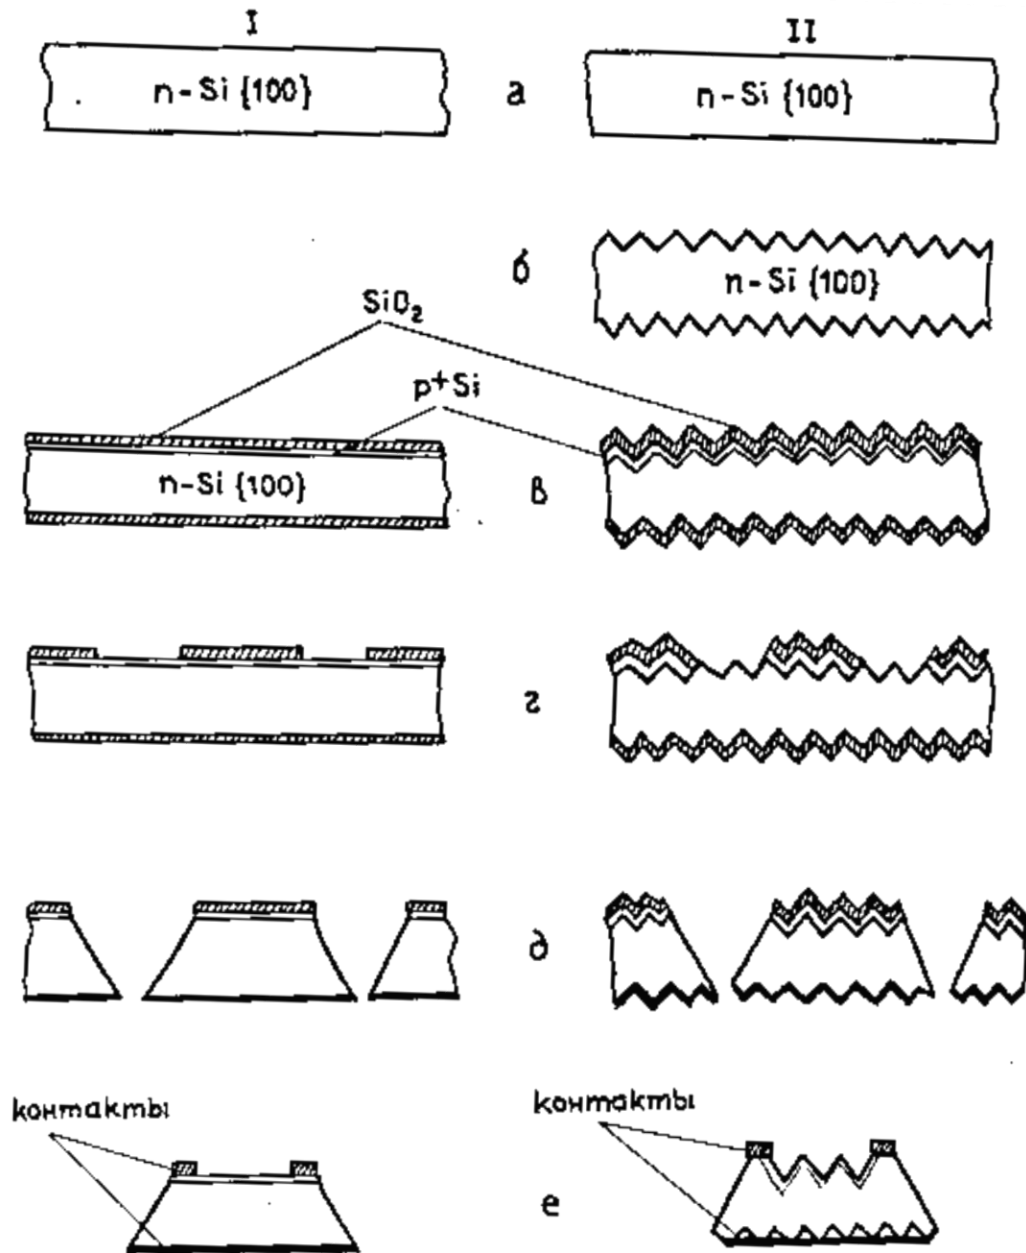 I
II
n-Si {100}
а
n-Si {100}
б
n-Si {100}
SiO₂
p⁺Si
n-Si {100}
в
г
д
контакты
контакты
е